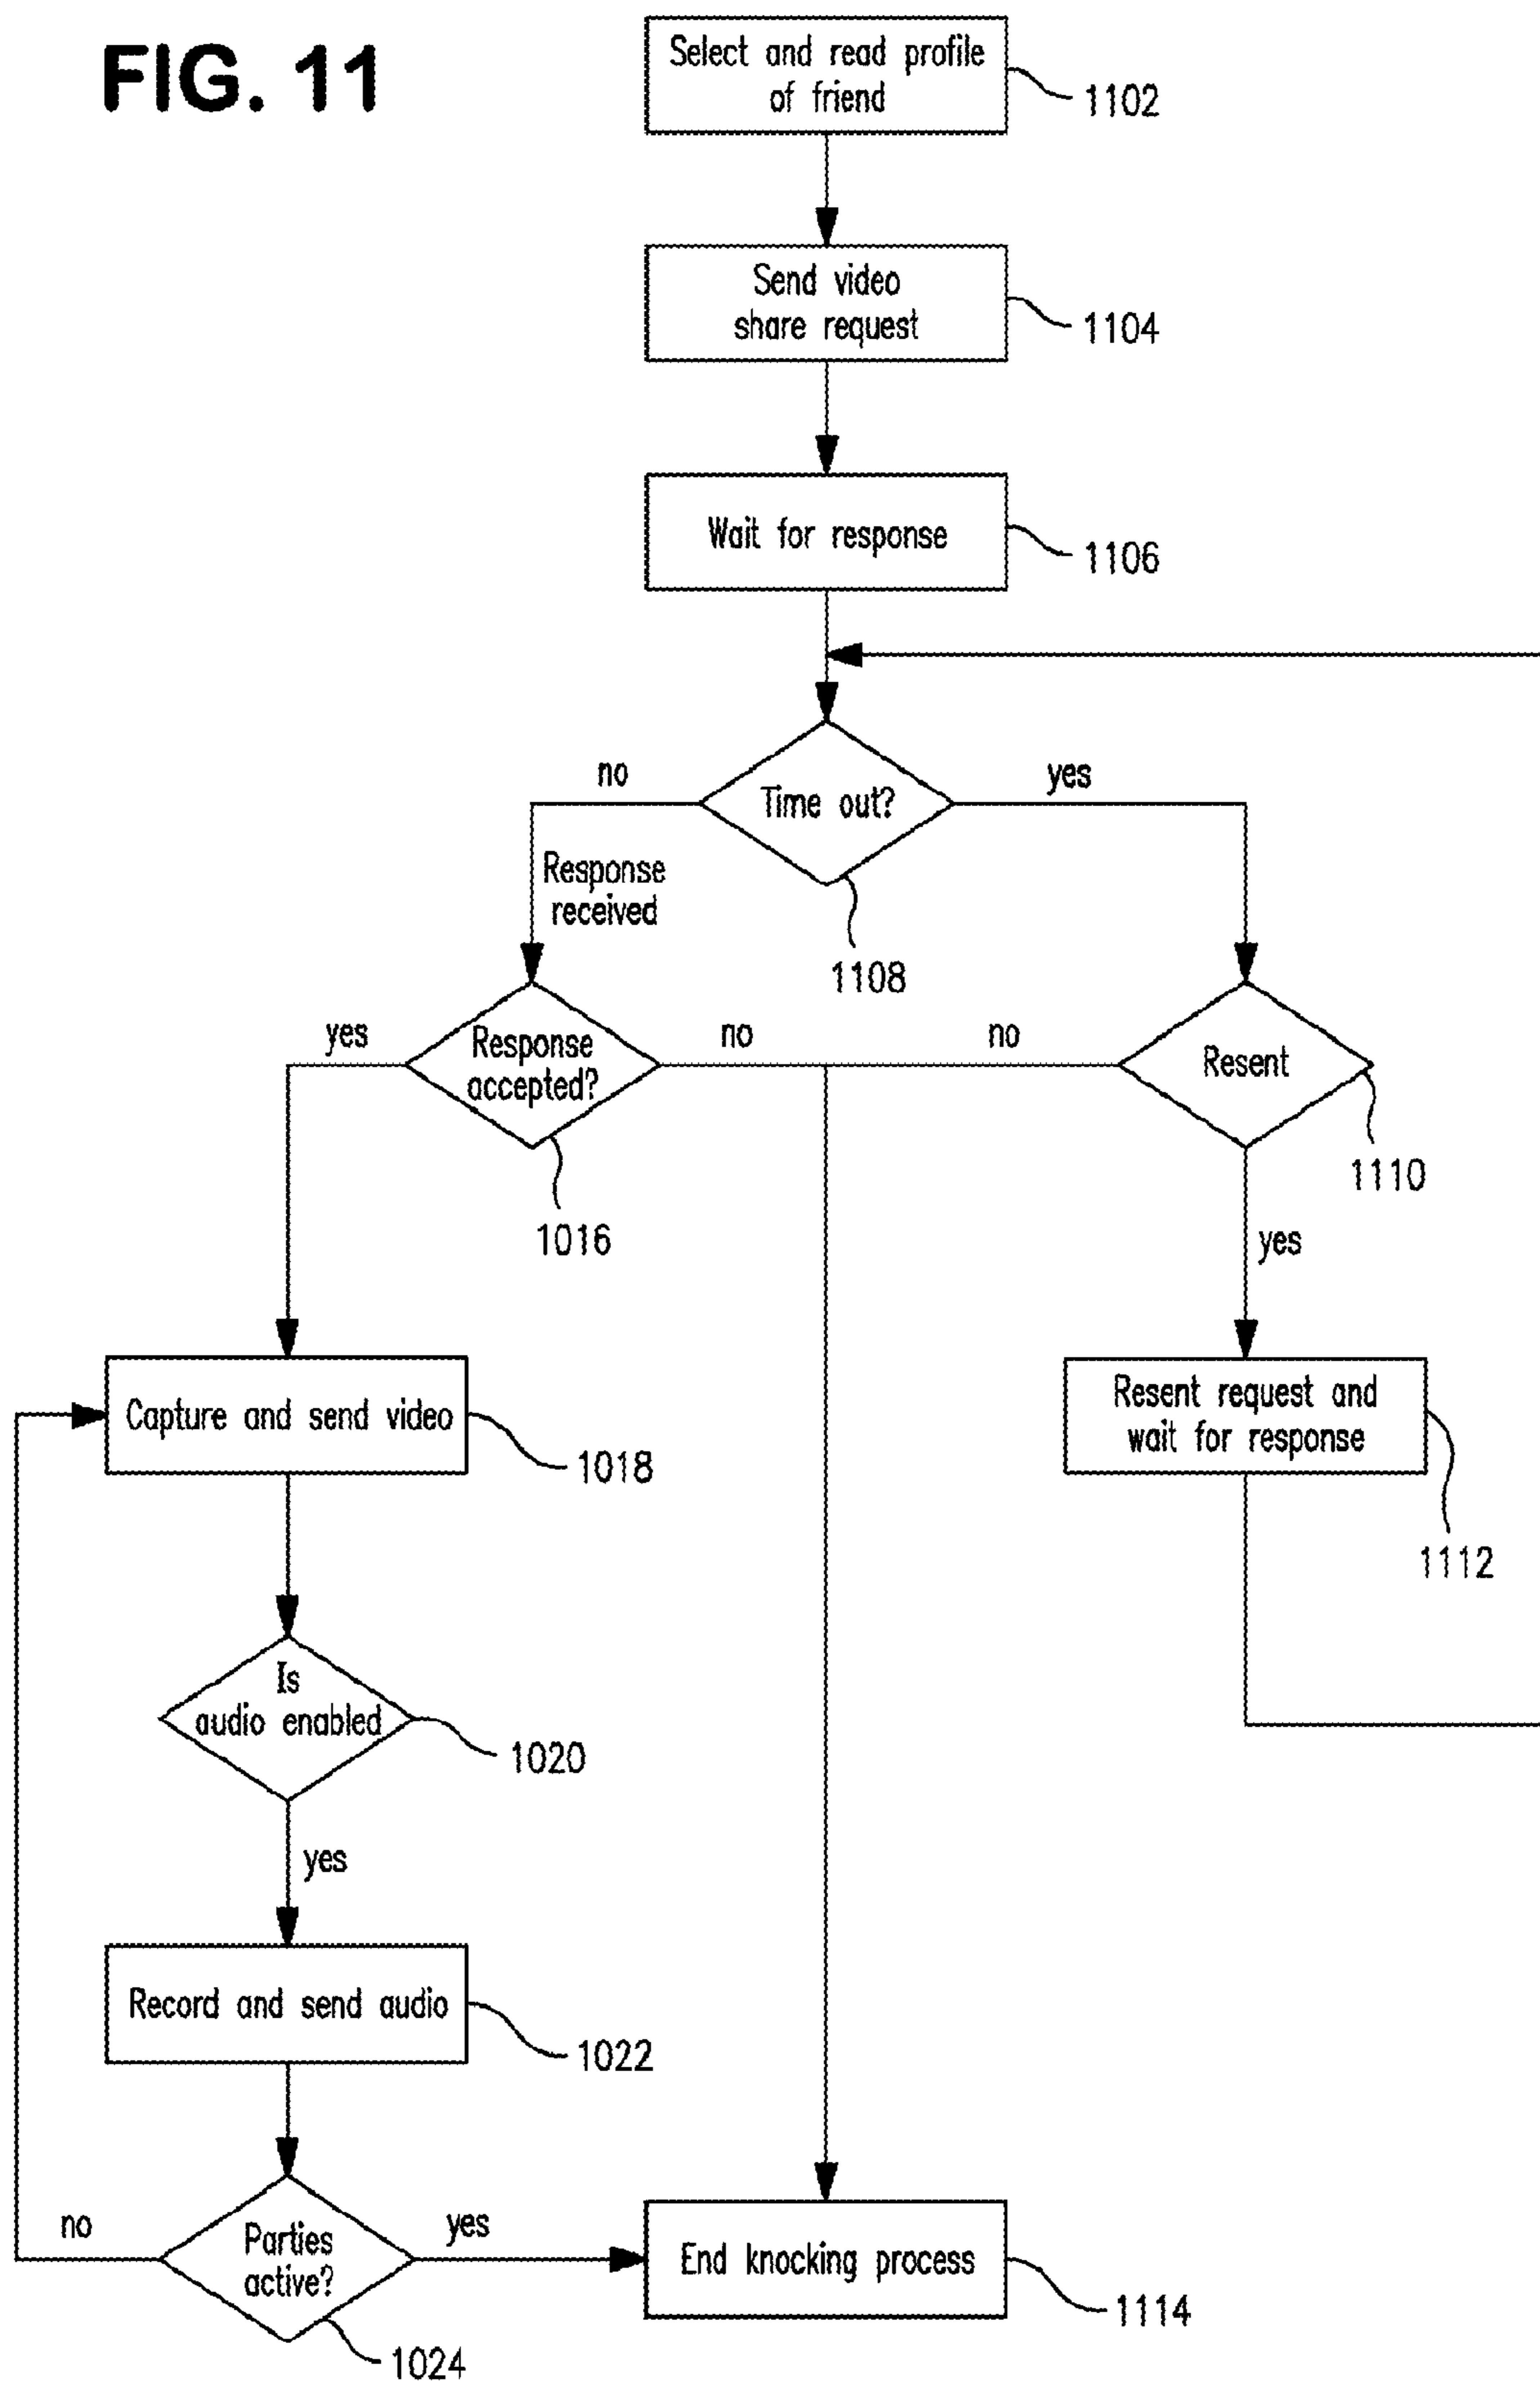 FIG. 11
Select and read profile
of friend
1102
Send video
share request
1104
Wait for response
1106
no
Time out?
yes
Response
received
1108
yes
Response
accepted?
no
no
Resent
1016
1110
yes
Capture and send video
1018
Resent request and
wait for response
1112
Is
audio enabled
1020
yes
Record and send audio
1022
no
Parties
active?
yes
End knocking process
1114
1024